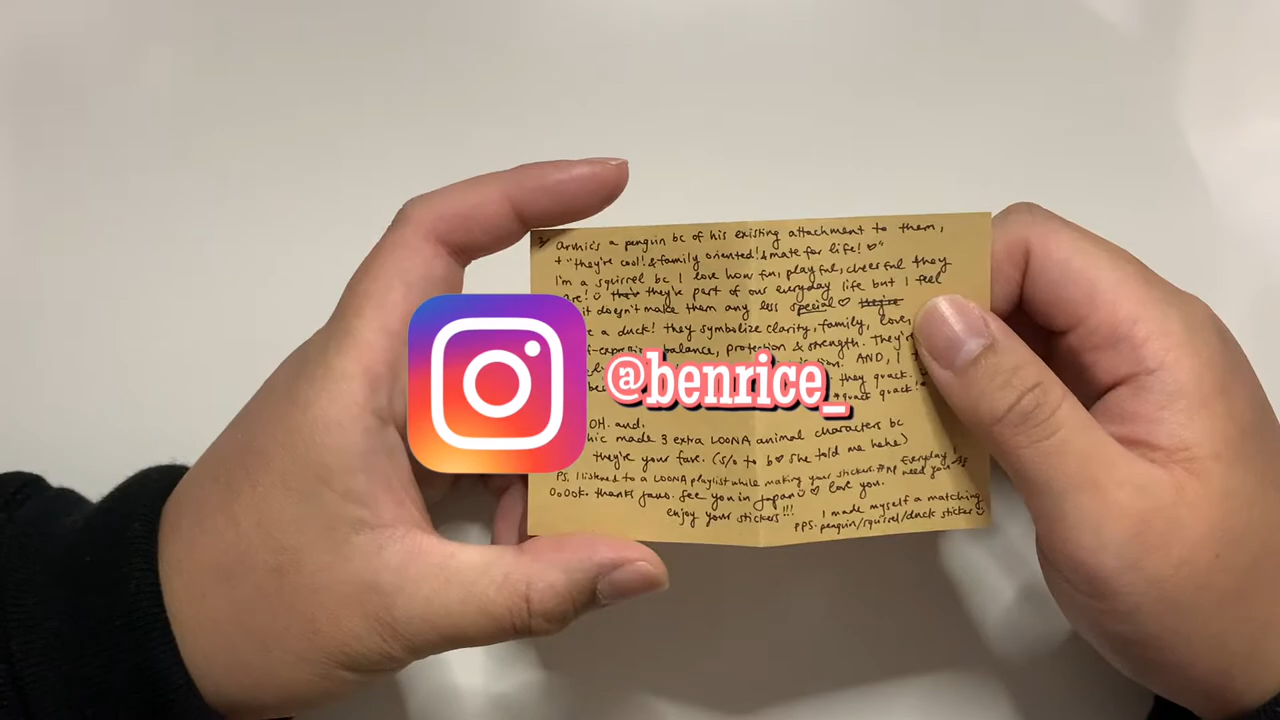 armic's a penguin bc of his existing attachment to them,
+ "they're cool! & family oriented! & mate for life! ♡"
I'm a squirrel bc I love how fun, playful, cheerful they
are! they're part of our everyday life but I feel
it doesn't make them any less special ♡
e a duck! they symbolize clarity, family, love,
balance, protection & strength. They'r
AND, I
they quack.
*quack quack!*
@benrice_
OH. and.
ic made 3 extra LOONA animal characters bc
they're your fave. (s/o to b ♡ she told me hehe)
PS. I listened to a LOONA playlist while making your stickers. #np Everyday I need you
OoOok. thanks see you in Japan ♡ love you.
enjoy your stickers!!!
I made myself a matching
PPS. penguin/squirrel/duck sticker